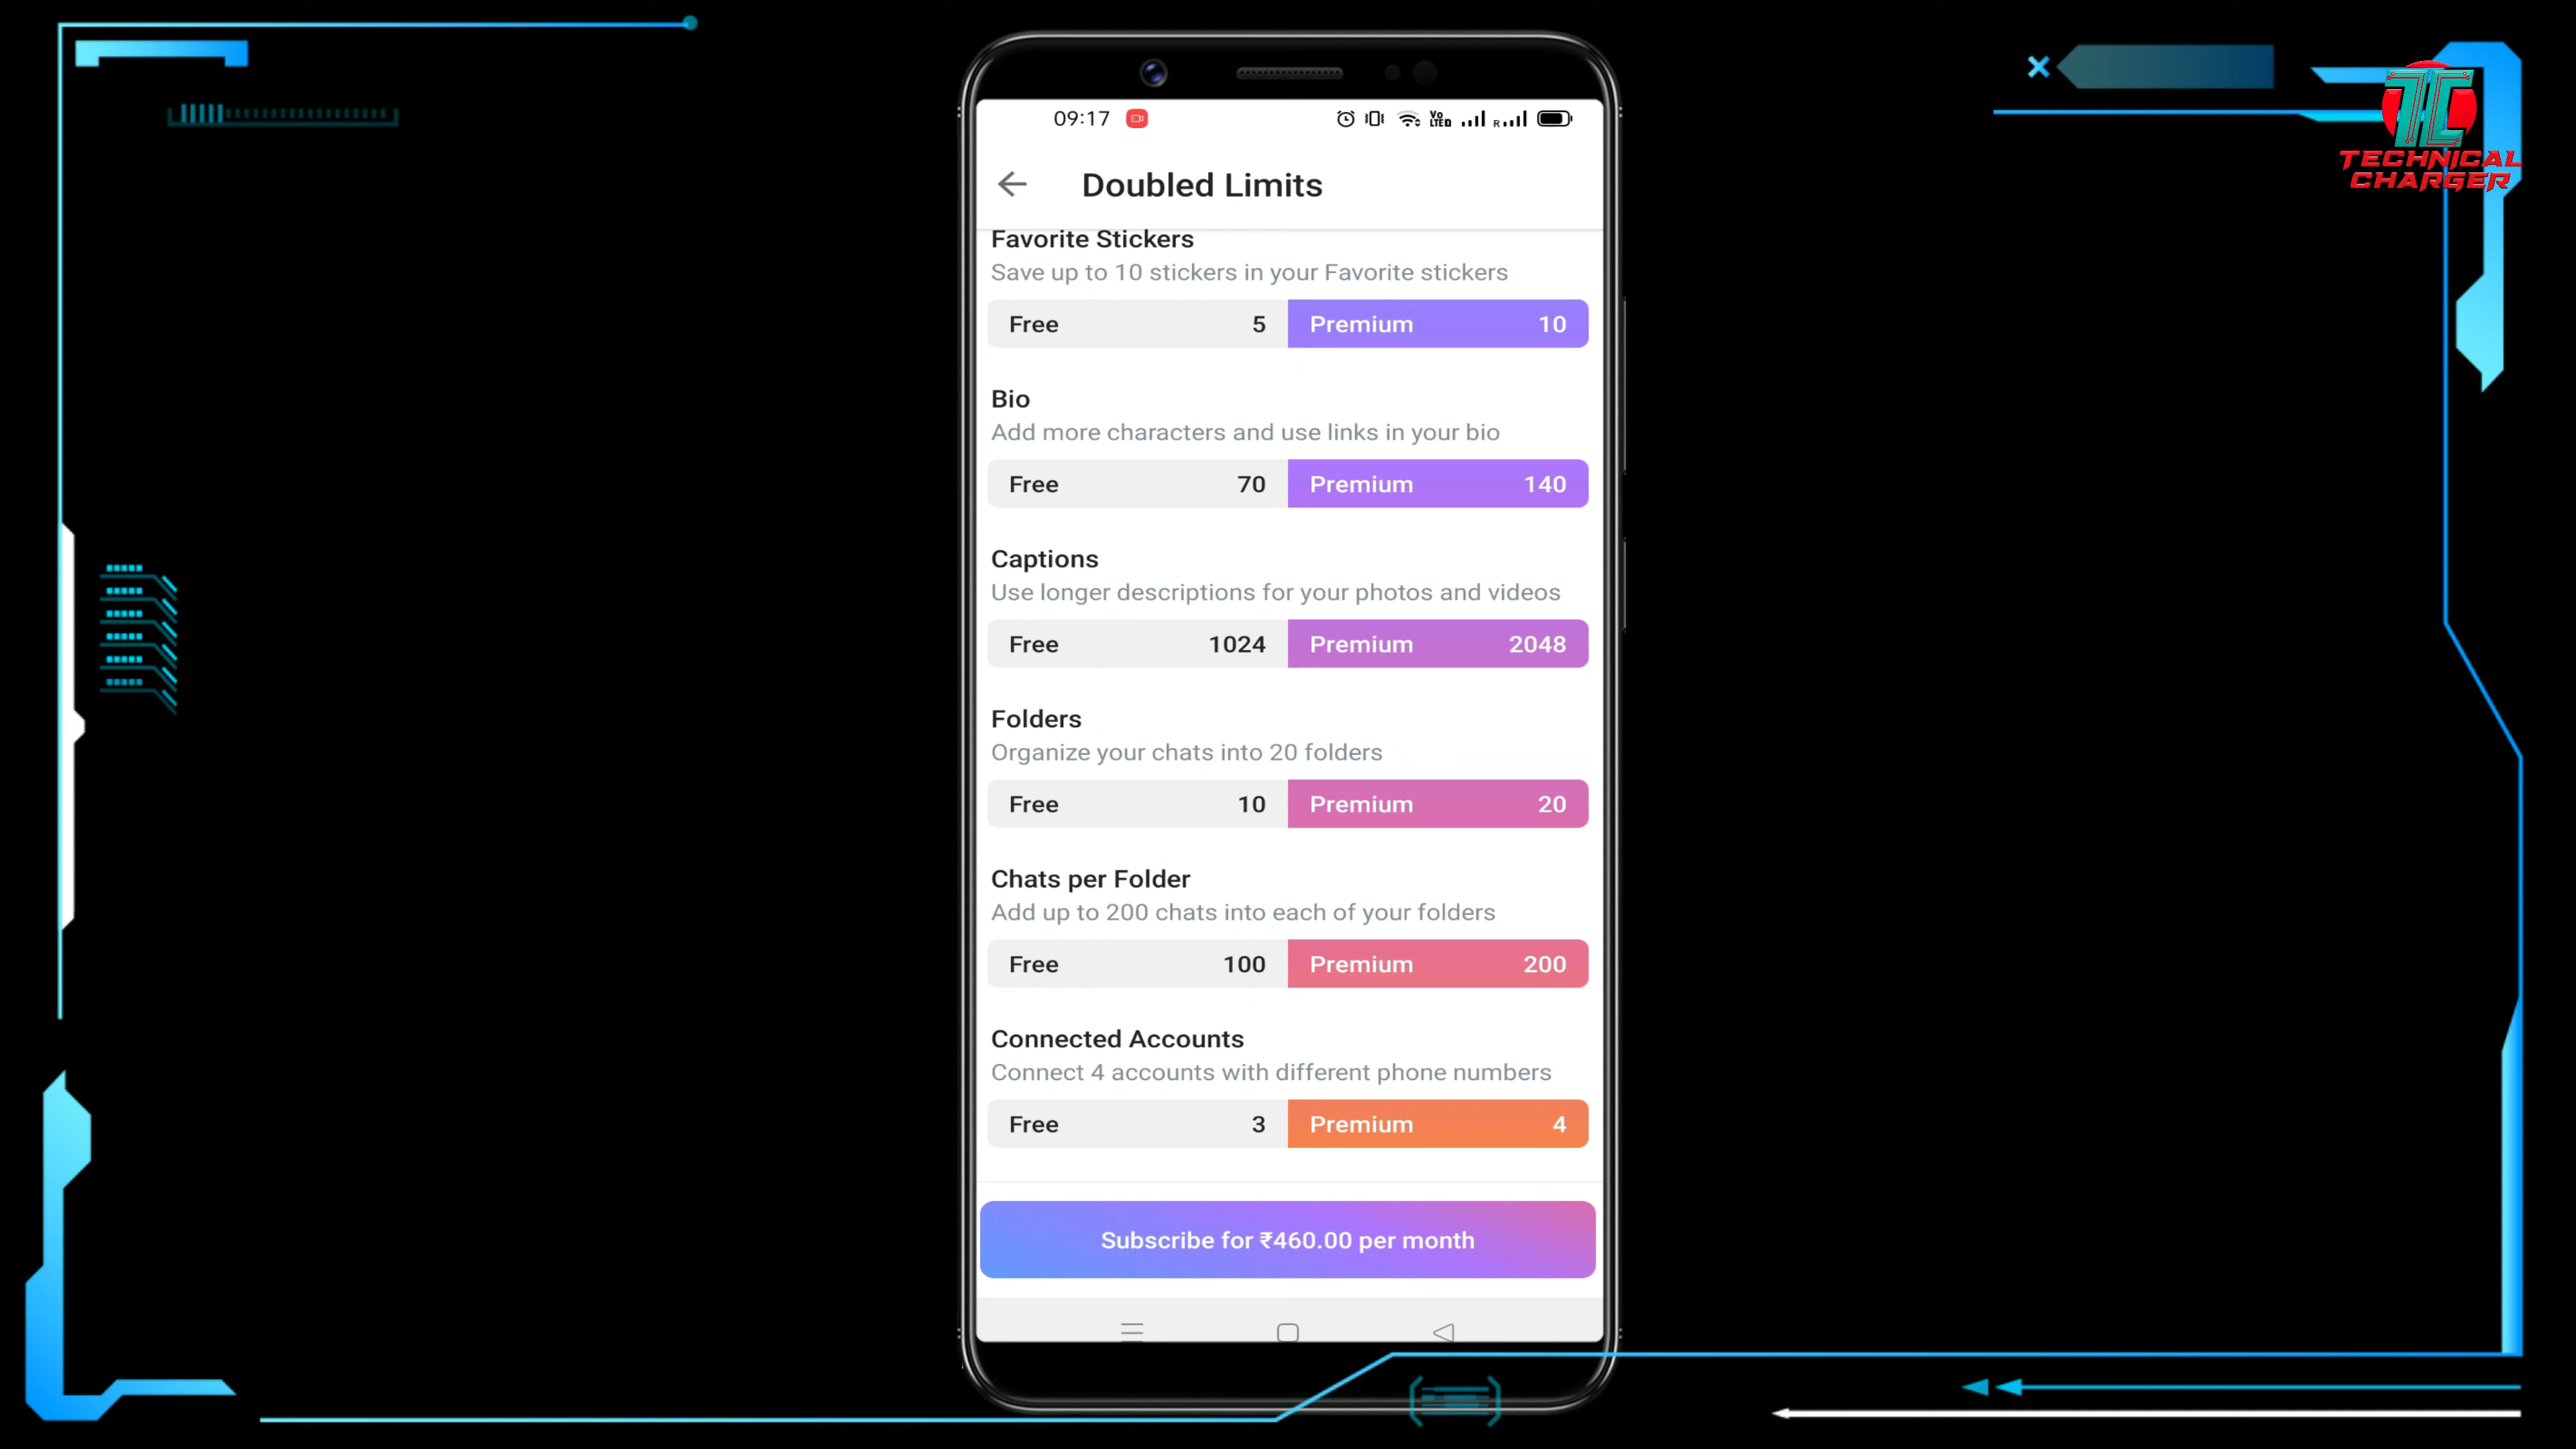 TECHNICAL
CHARGER
09:17
Doubled Limits
Favorite Stickers
Save up to 10 stickers in your Favorite stickers
Free 5 Premium 10
Bio
Add more characters and use links in your bio
Free 70 Premium 140
Captions
Use longer descriptions for your photos and videos
Free 1024 Premium 2048
Folders
Organize your chats into 20 folders
Free 10 Premium 20
Chats per Folder
Add up to 200 chats into each of your folders
Free 100 Premium 200
Connected Accounts
Connect 4 accounts with different phone numbers
Free 3 Premium 4
Subscribe for ₹460.00 per month